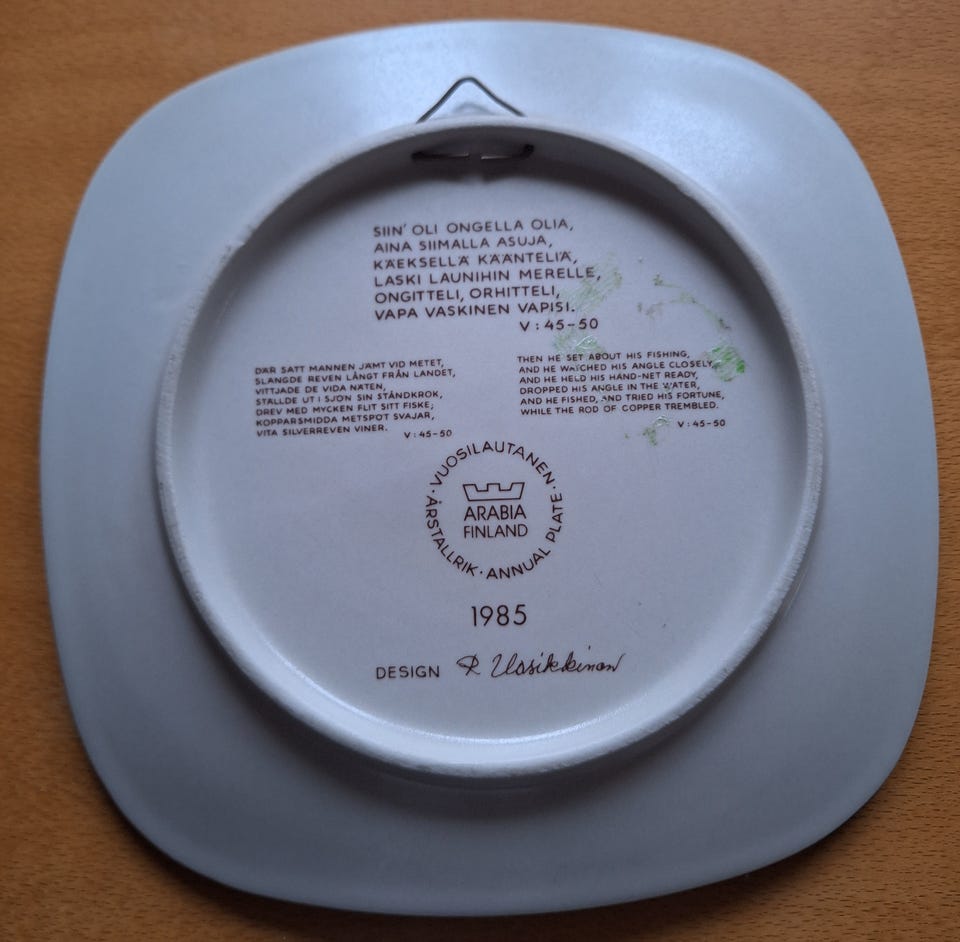 SIIN' OLI ONGELLA OLIA,
AINA SIIMALLA ASUJA,
KÄEKSELLÄ KÄÄNTELIÄ,
LASKI LAUNIHIN MERELLE,
ONGITTELI, ORHITTELI,
VAPA VASKINEN VAPISI.
V : 45-50
DÄR SATT MANNEN JÄMT VID METET,
SLÄNGDE REVEN LÅNGT FRÅN LANDET,
VITTJADE DE VIDA NÄTEN,
STÄLLDE UT I SJÖN SIN STÅNDKROK,
DREV MED MYCKEN FLIT SITT FISKE;
KOPPARSMIDDA METSPÖT SVAJAR,
VITA SILVERREVEN VINER.
V : 45-50
THEN HE SET ABOUT HIS FISHING,
AND HE WATCHED HIS ANGLE CLOSELY,
AND HE HELD HIS HAND-NET READY,
DROPPED HIS ANGLE IN THE WATER,
AND HE FISHED, AND TRIED HIS FORTUNE,
WHILE THE ROD OF COPPER TREMBLED.
V : 45-50
· VUOSILAUTANEN · ANNUAL PLATE · ÅRSTALLRIK
ARABIA
FINLAND
1985
DESIGN R Uosikkinen